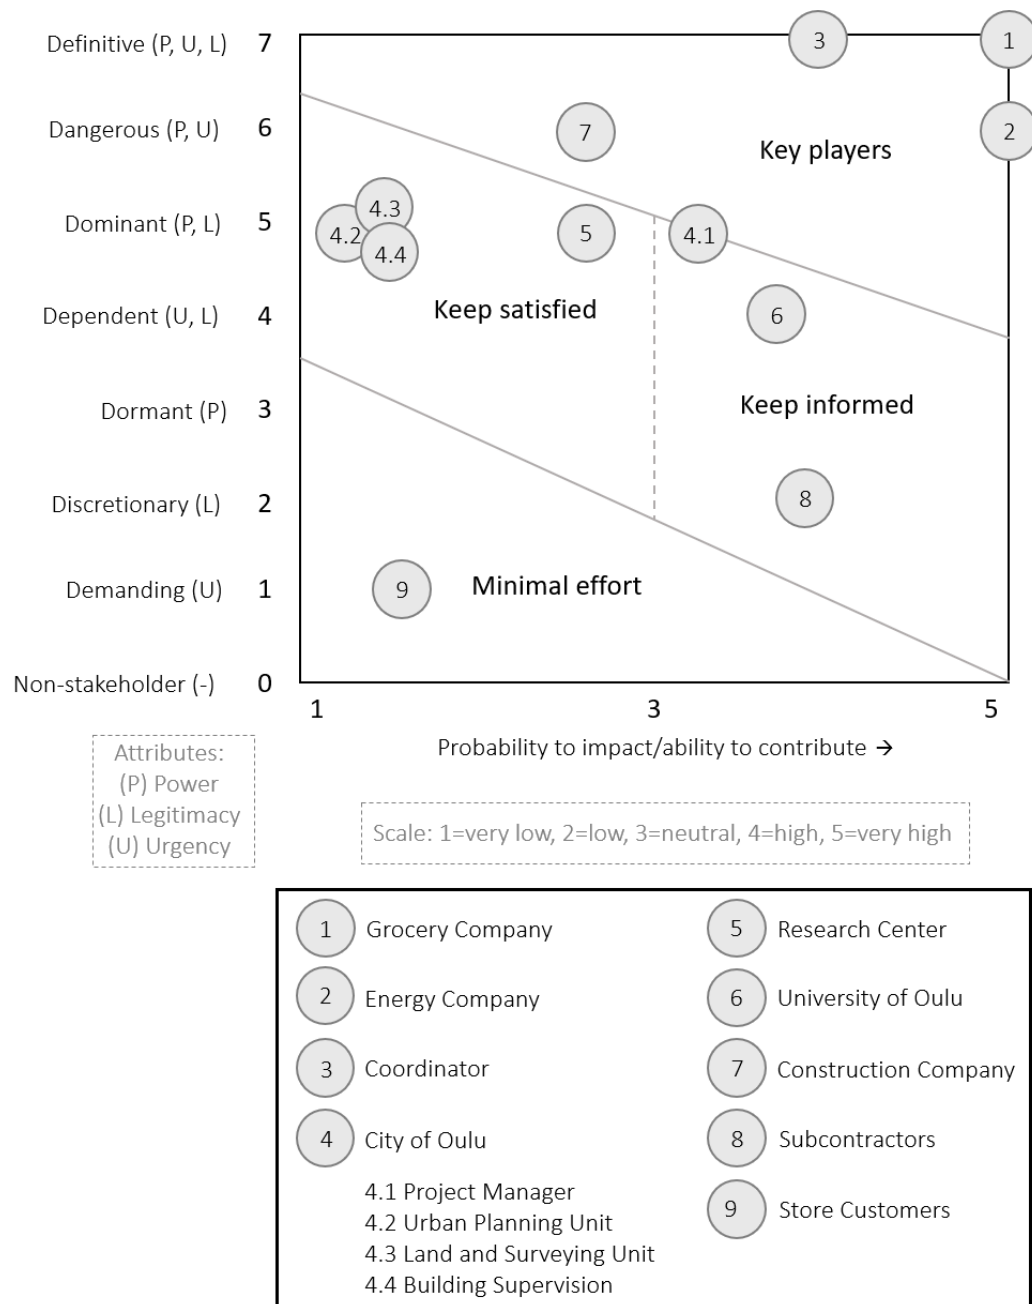 Definitive (P, U, L) 7
3
1
Dangerous (P, U) 6
7
2
Key players
Dominant (P, L) 5
4.3
4.2
4.4
5
4.1
Dependent (U, L) 4
Keep satisfied
6
Dormant (P) 3
Keep informed
Discretionary (L) 2
8
Demanding (U) 1
9
Minimal effort
Non-stakeholder (-) 0
1 3 5
Probability to impact/ability to contribute →
Attributes:
(P) Power
(L) Legitimacy
(U) Urgency
Scale: 1=very low, 2=low, 3=neutral, 4=high, 5=very high
1 Grocery Company
2 Energy Company
3 Coordinator
4 City of Oulu
4.1 Project Manager
4.2 Urban Planning Unit
4.3 Land and Surveying Unit
4.4 Building Supervision
5 Research Center
6 University of Oulu
7 Construction Company
8 Subcontractors
9 Store Customers